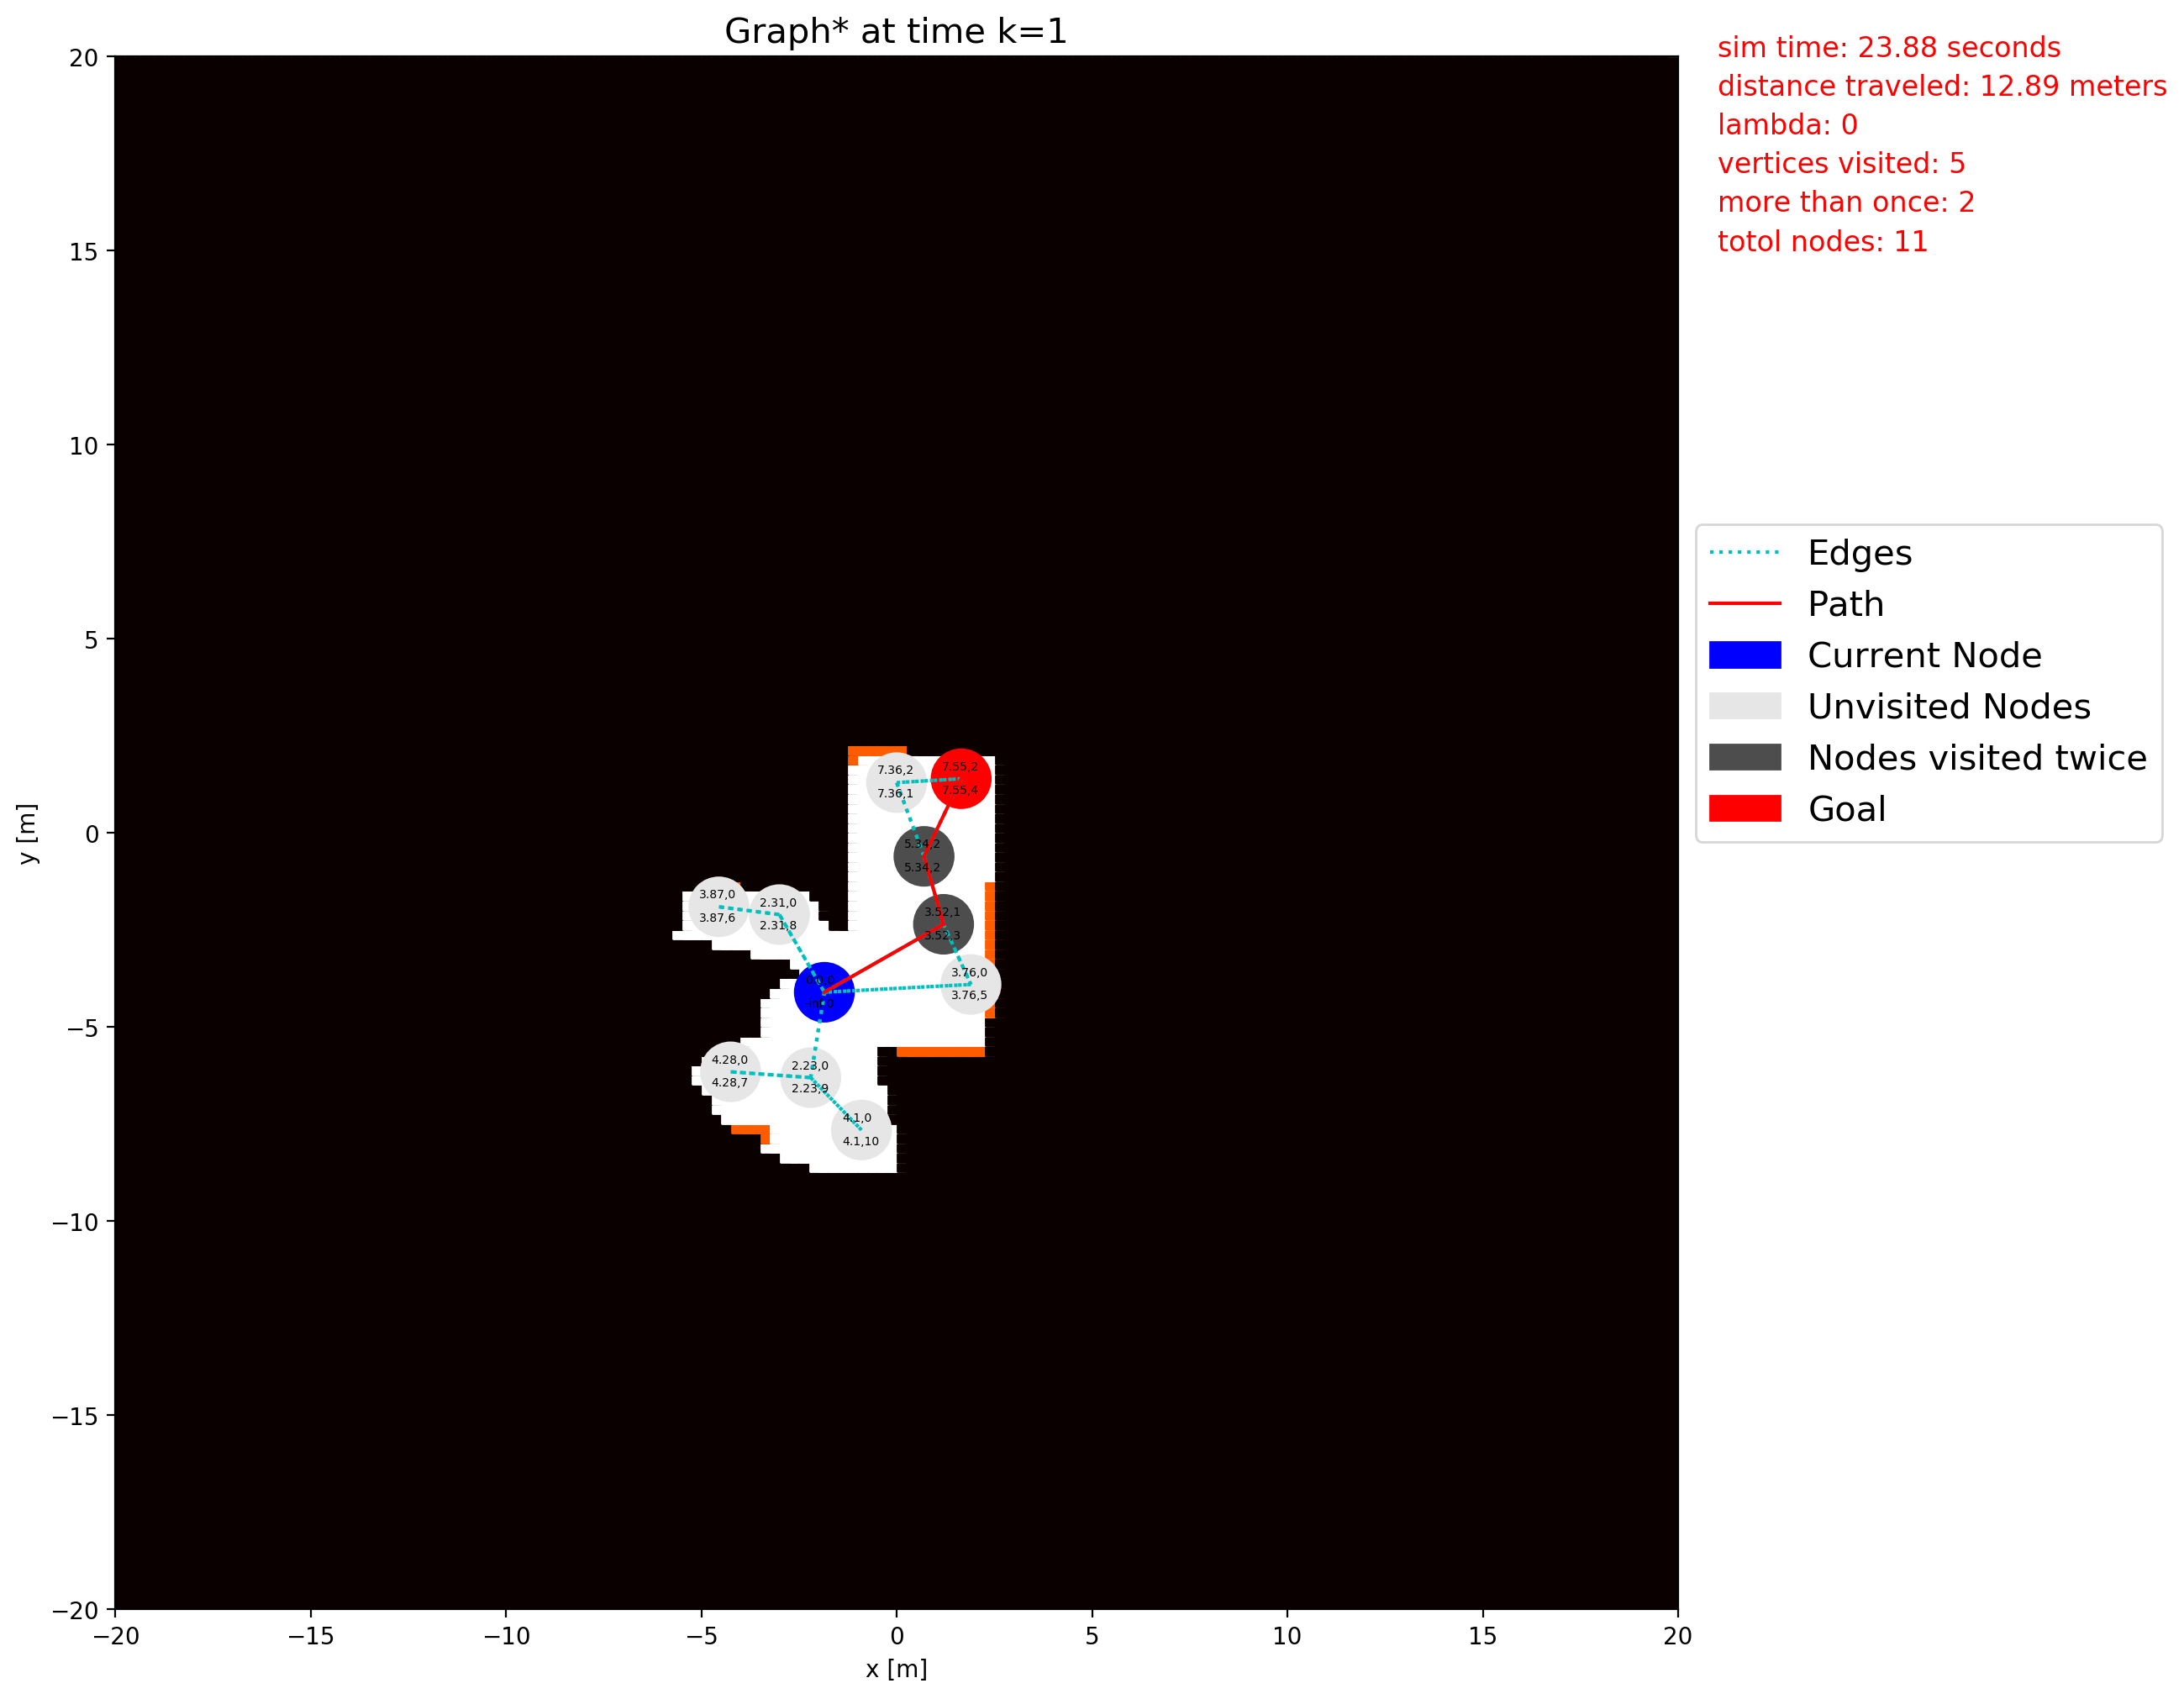 Graph* at time k=1
sim time: 23.88 seconds
distance traveled: 12.89 meters
lambda: 0
vertices visited: 5
more than once: 2
totol nodes: 11
20
15
10
5
0
−5
−10
−15
−20
y [m]
−20
−15
−10
−5
0
5
10
15
20
x [m]
Edges
Path
Current Node
Unvisited Nodes
Nodes visited twice
Goal
7.36,2
7.36,1
7.55,2
7.55,4
5.34,2
5.34,2
3.52,1
3.52,3
3.87,0
3.87,6
2.31,0
2.31,8
3.76,0
3.76,5
4.28,0
4.28,7
2.23,0
2.23,9
4.1,0
4.1,10